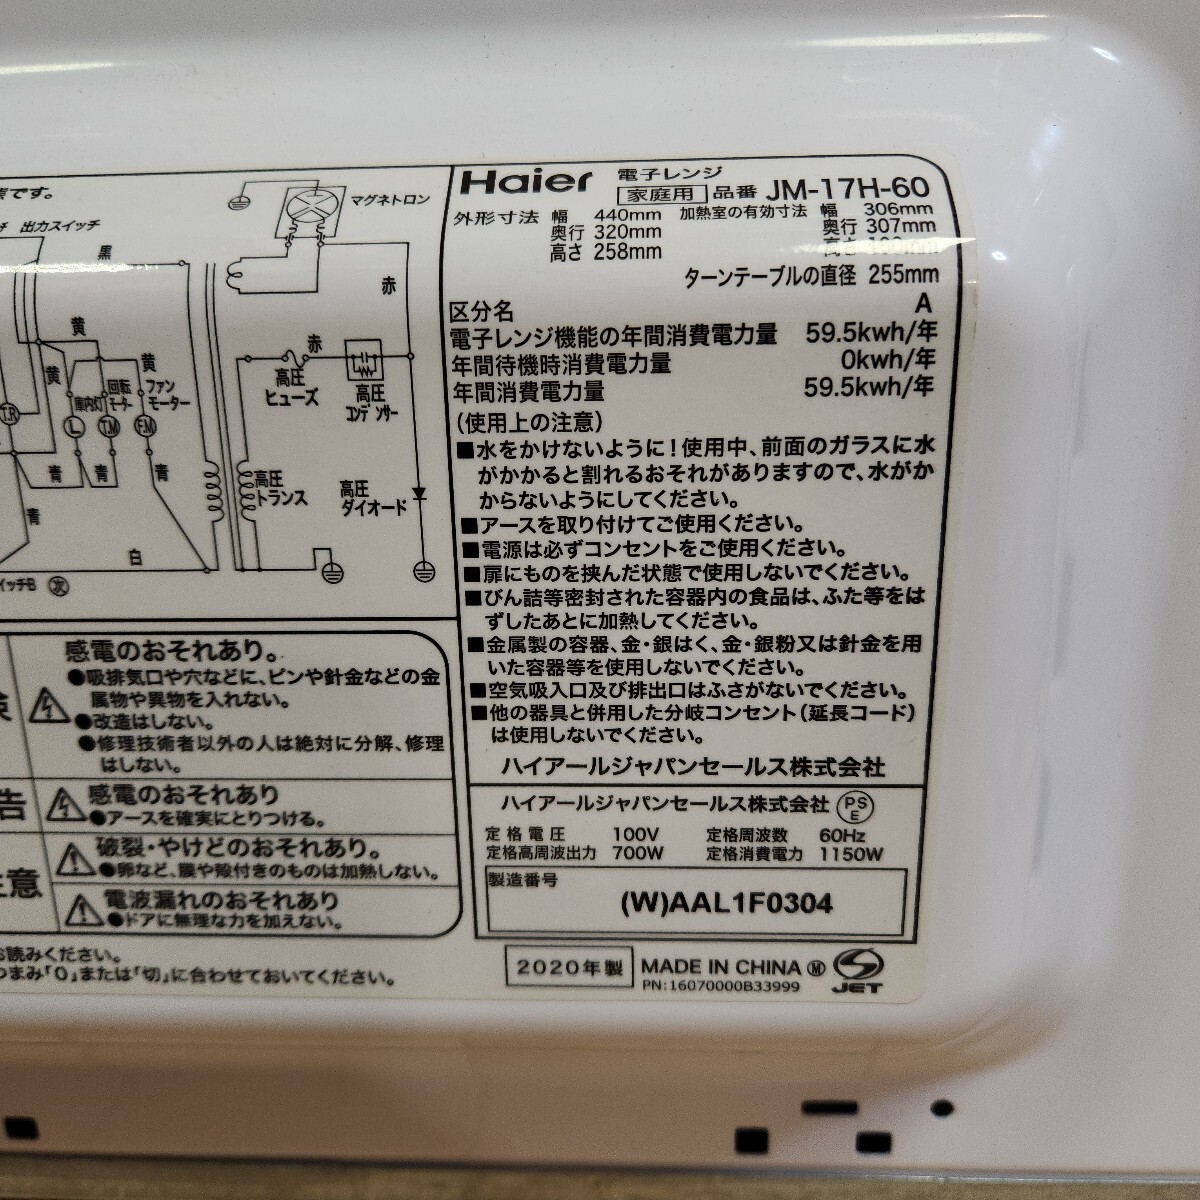 態です。
出力スイッチ
マグネトロン
黒
赤
黄
黄
黄
赤
高圧
ヒューズ
高圧
コンデンサー
庫内灯
回転
モーター
ファン
モーター
T.R
L
T.M
F.M
青
青
青
青
高圧
トランス
高圧
ダイオード
白
イッチB
感電のおそれあり。
●吸排気口や穴などに、ピンや針金などの金
属物や異物を入れない。
●改造はしない。
●修理技術者以外の人は絶対に分解、修理
はしない。
告
感電のおそれあり
●アースを確実にとりつける。
注意
破裂・やけどのおそれあり。
●卵など、膜や殻付きのものは加熱しない。
電波漏れのおそれあり
●ドアに無理な力を加えない。
お読みください。
つまみ「0」または「切」に合わせておいてください。
Haier 電子レンジ
家庭用 品番 JM-17H-60
外形寸法 幅 440mm 加熱室の有効寸法 幅 306mm
奥行 320mm 奥行 307mm
高さ 258mm 高さ
ターンテーブルの直径 255mm
区分名 A
電子レンジ機能の年間消費電力量 59.5kwh/年
年間待機時消費電力量 0kwh/年
年間消費電力量 59.5kwh/年
(使用上の注意)
■水をかけないように!使用中、前面のガラスに水
がかかると割れるおそれがありますので、水がか
からないようにしてください。
■アースを取り付けてご使用ください。
■電源は必ずコンセントをご使用ください。
■扉にものを挟んだ状態で使用しないでください。
■びん詰等密封された容器内の食品は、ふた等をは
ずしたあとに加熱してください。
■金属製の容器、金・銀はく、金・銀粉又は針金を用
いた容器等を使用しないでください。
■空気吸入口及び排出口はふさがないでください。
■他の器具と併用した分岐コンセント(延長コード)
は使用しないでください。
ハイアールジャパンセールス株式会社
ハイアールジャパンセールス株式会社 PSE
定格電圧 100V 定格周波数 60Hz
定格高周波出力 700W 定格消費電力 1150W
製造番号
(W)AAL1F0304
2020年製 MADE IN CHINA Ⓜ JET
PN:16070000B33999